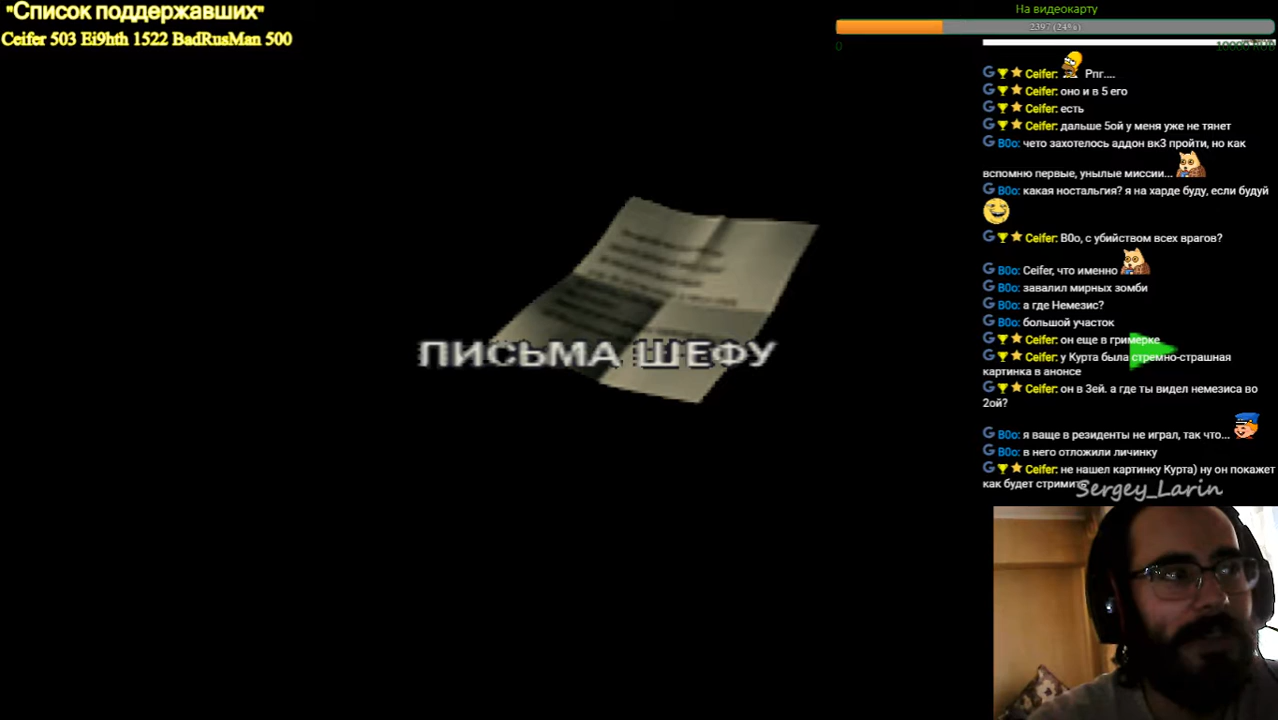 "Список поддержавших"
Ceifer 503 Ei9hth 1522 BadRusMan 500
На видеокарту
2397 (24%)
0
10000 RUB
Ceifer: Рпг....
Ceifer: оно и в 5 его
Ceifer: есть
Ceifer: дальше 5ой у меня уже не тянет
B0o: чето захотелось аддон вк3 пройти, но как
вспомню первые, унылые миссии...
B0o: какая ностальгия? я на харде буду, если будуй
Ceifer: B0o, с убийством всех врагов?
B0o: Ceifer, что именно
B0o: завалил мирных зомби
B0o: а где Немезис?
B0o: большой участок
Ceifer: он еще в гримерке
Ceifer: у Курта была стремно-страшная
картинка в анонсе
Ceifer: он в 3ей. а где ты видел немезиса во
2ой?
B0o: я ваще в резиденты не играл, так что...
B0o: в него отложили личинку
Ceifer: не нашел картинку Курта) ну он покажет
как будет стримить
Sergey_Larin
ПИСЬМА ШЕФУ